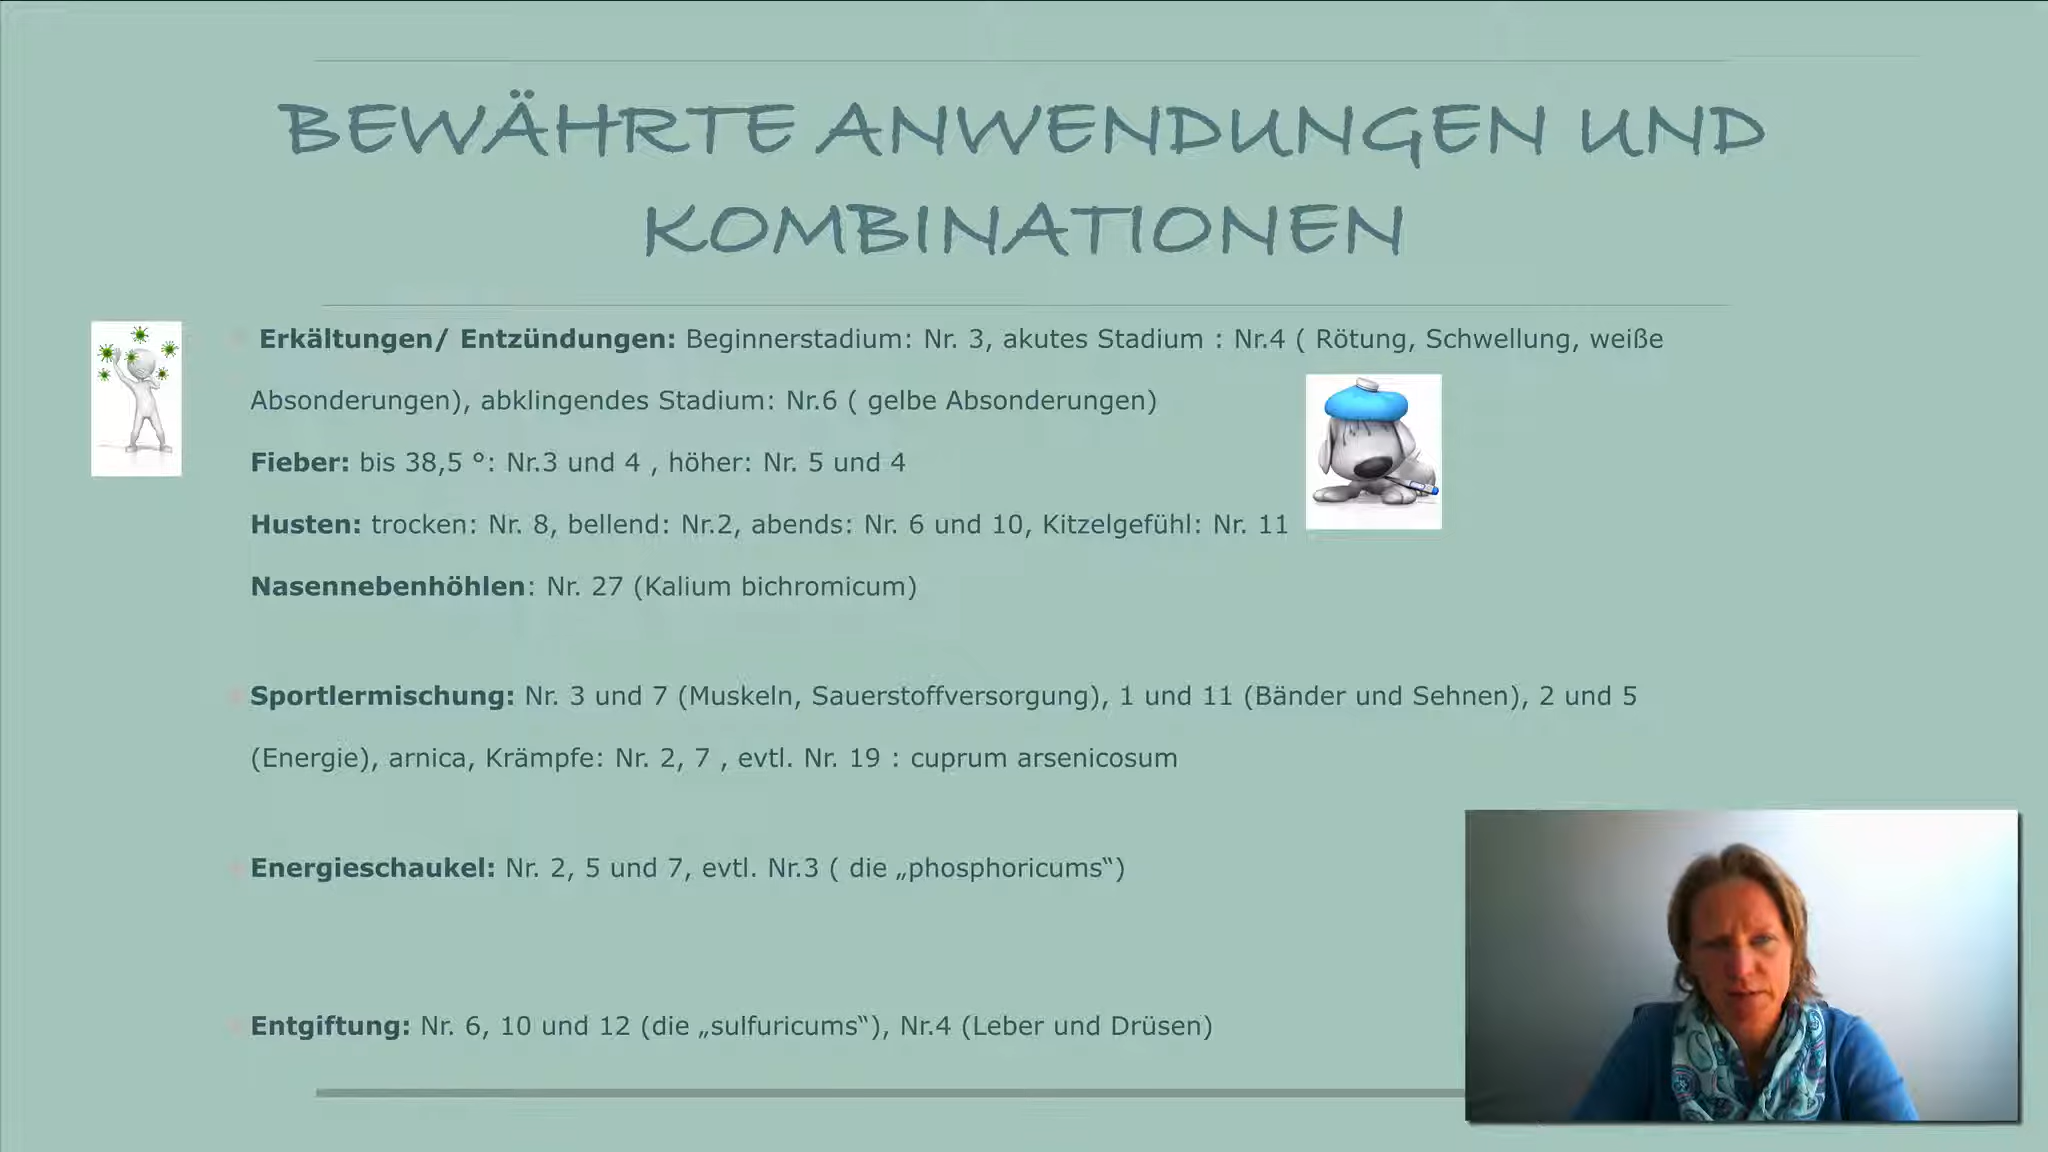 BEWÄHRTE ANWENDUNGEN UND
KOMBINATIONEN
Erkältungen/ Entzündungen: Beginnerstadium: Nr. 3, akutes Stadium : Nr.4 ( Rötung, Schwellung, weiße
Absonderungen), abklingendes Stadium: Nr.6 ( gelbe Absonderungen)
Fieber: bis 38,5 °: Nr.3 und 4 , höher: Nr. 5 und 4
Husten: trocken: Nr. 8, bellend: Nr.2, abends: Nr. 6 und 10, Kitzelgefühl: Nr. 11
Nasennebenhöhlen: Nr. 27 (Kalium bichromicum)
Sportlermischung: Nr. 3 und 7 (Muskeln, Sauerstoffversorgung), 1 und 11 (Bänder und Sehnen), 2 und 5
(Energie), arnica, Krämpfe: Nr. 2, 7 , evtl. Nr. 19 : cuprum arsenicosum
Energieschaukel: Nr. 2, 5 und 7, evtl. Nr.3 ( die „phosphoricums“)
Entgiftung: Nr. 6, 10 und 12 (die „sulfuricums“), Nr.4 (Leber und Drüsen)